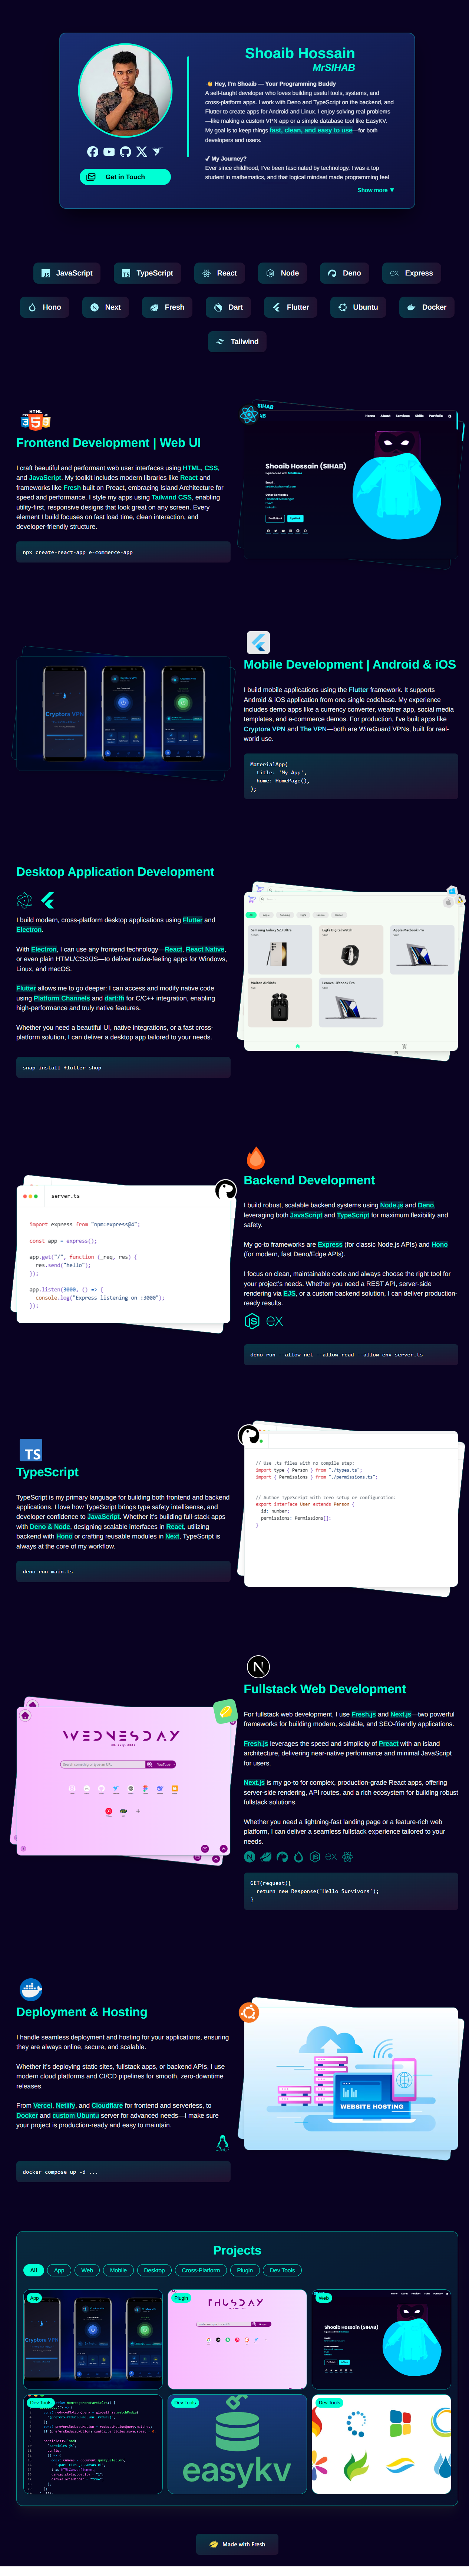 Shoaib Hossain
MrSIHAB
👋 Hey, I'm Shoaib — Your Programming Buddy
A self-taught developer who loves building useful tools, systems, and
cross-platform apps. I work with Deno and TypeScript on the backend, and
Flutter to create apps for Android and Linux. I enjoy solving real problems
—like making a custom VPN app or a simple database tool like EasyKV.
My goal is to keep things fast, clean, and easy to use—for both
developers and users.
✓ My Journey?
Ever since childhood, I've been fascinated by technology. I was a top
student in mathematics, and that logical mindset made programming feel
Show more ▼
Get in Touch
JavaScript
TypeScript
React
Node
Deno
Express
Hono
Next
Fresh
Dart
Flutter
Ubuntu
Docker
Tailwind
HTML
Frontend Development | Web UI
I craft beautiful and performant web user interfaces using HTML, CSS,
and JavaScript. My toolkit includes modern libraries like React and
frameworks like Fresh built on Preact, embracing Island Architecture for
speed and performance. I style my apps using Tailwind CSS, enabling
utility-first, responsive designs that look great on any screen. Every
element I build focuses on fast load time, clean interaction, and
developer-friendly structure.
npx create-react-app e-commerce-app
SIHAB
Home About Services Skills Portfolio
Shoaib Hossain (SIHAB)
Cryptora VPN
Mobile Development | Android & iOS
I build mobile applications using the Flutter framework. It supports
Android & iOS application from one single codebase. My experience
includes demo apps like a currency converter, weather app, social media
templates, and e-commerce demos. For production, I've built apps like
Cryptora VPN and The VPN—both are WireGuard VPNs, built for real-
world use.
MaterialApp(
title: 'My App',
home: HomePage(),
);
Desktop Application Development
I build modern, cross-platform desktop applications using Flutter and
Electron.
With Electron, I can use any frontend technology—React, React Native,
or even plain HTML/CSS/JS—to deliver native-feeling apps for Windows,
Linux, and macOS.
Flutter allows me to go deeper: I can access and modify native code
using Platform Channels and dart:ffi for C/C++ integration, enabling
high-performance and truly native features.
Whether you need a beautiful UI, native integrations, or a fast cross-
platform solution, I can deliver a desktop app tailored to your needs.
snap install flutter-shop
Samsung Galaxy S23 Ultra
Digifa Digital Watch
Apple Macbook Pro
Walton AirBirds
Lenovo Lifebook Pro
server.ts
import express from "npm:express@4";
const app = express();
app.get("/", function (_req, res) {
res.send("hello");
});
app.listen(3000, () => {
console.log("Express listening on :3000");
});
Backend Development
I build robust, scalable backend systems using Node.js and Deno,
leveraging both JavaScript and TypeScript for maximum flexibility and
safety.
My go-to frameworks are Express (for classic Node.js APIs) and Hono
(for modern, fast Deno/Edge APIs).
I focus on clean, maintainable code and always choose the right tool for
your project's needs. Whether you need a REST API, server-side
rendering via EJS, or a custom backend solution, I can deliver production-
ready results.
deno run --allow-net --allow-read --allow-env server.ts
TS
TypeScript
TypeScript is my primary language for building both frontend and backend
applications. I love how TypeScript brings type safety intellisense, and
developer confidence to JavaScript. Whether it's building full-stack apps
with Deno & Node, designing scalable interfaces in React, utilizing
backend with Hono or crafting reusable modules in Next, TypeScript is
always at the core of my workflow.
deno run main.ts
// Use .ts files with no compile step:
import type { Person } from "./types.ts";
import { Permissions } from "./permissions.ts";
// Author TypeScript with zero setup or configuration:
export interface User extends Person {
id: number;
permissions: Permissions[];
}
WEDNESDAY
YouTube
Fullstack Web Development
For fullstack web development, I use Fresh.js and Next.js—two powerful
frameworks for building modern, scalable, and SEO-friendly applications.
Fresh.js leverages the speed and simplicity of Preact with an island
architecture, delivering near-native performance and minimal JavaScript
for users.
Next.js is my go-to for complex, production-grade React apps, offering
server-side rendering, API routes, and a rich ecosystem for building robust
fullstack solutions.
Whether you need a lightning-fast landing page or a feature-rich web
platform, I can deliver a seamless fullstack experience tailored to your
needs.
GET(request){
return new Response('Hello Survivors');
}
Deployment & Hosting
I handle seamless deployment and hosting for your applications, ensuring
they are always online, secure, and scalable.
Whether it's deploying static sites, fullstack apps, or backend APIs, I use
modern cloud platforms and CI/CD pipelines for smooth, zero-downtime
releases.
From Vercel, Netlify, and Cloudflare for frontend and serverless, to
Docker and custom Ubuntu server for advanced needs—I make sure
your project is production-ready and easy to maintain.
docker compose up -d ...
WEBSITE HOSTING
Projects
All
App
Web
Mobile
Desktop
Cross-Platform
Plugin
Dev Tools
App
Cryptora VPN
Plugin
THUSDAY
Web
Shoaib Hossain (SIHAB)
Dev Tools
Dev Tools
easykv
Dev Tools
Made with Fresh